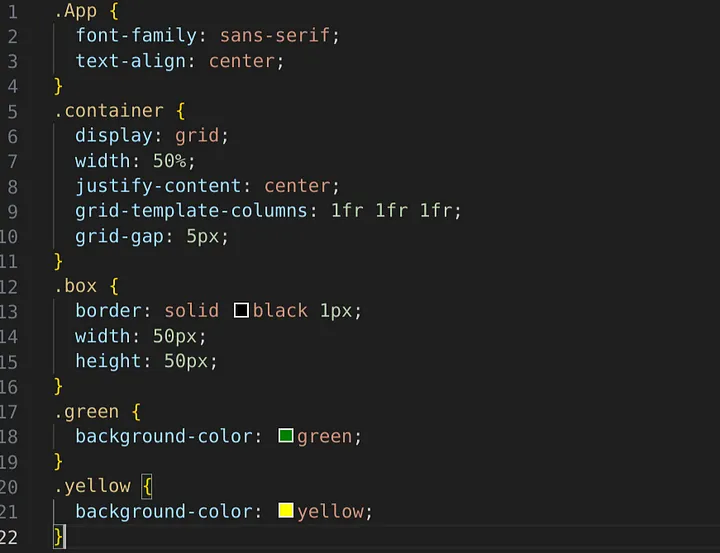 1 .App {
2 font-family: sans-serif;
3 text-align: center;
4 }
5 .container {
6 display: grid;
7 width: 50%;
8 justify-content: center;
9 grid-template-columns: 1fr 1fr 1fr;
10 grid-gap: 5px;
11 }
12 .box {
13 border: solid black 1px;
14 width: 50px;
15 height: 50px;
16 }
17 .green {
18 background-color: green;
19 }
20 .yellow {
21 background-color: yellow;
22 }